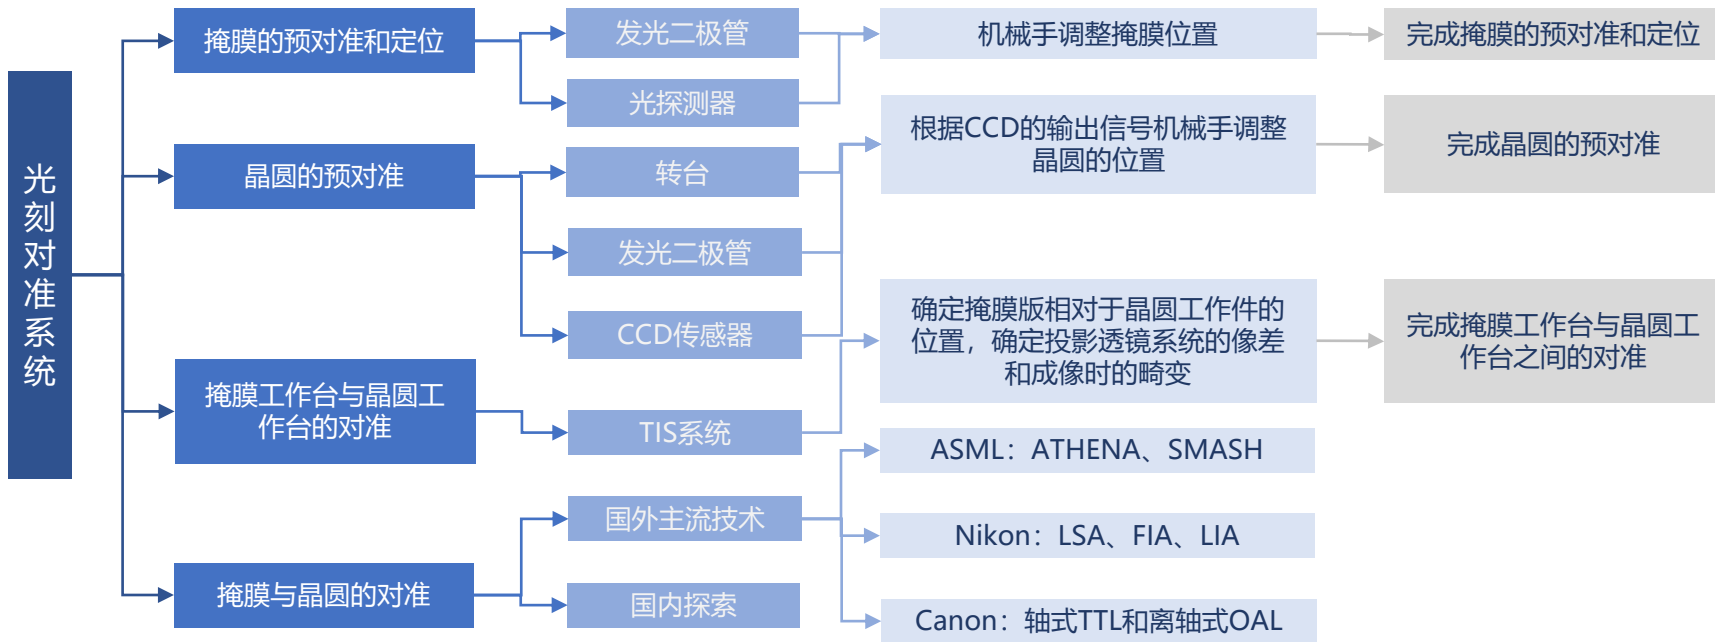 光刻对准系统
掩膜的预对准和定位
发光二极管
光探测器
机械手调整掩膜位置
完成掩膜的预对准和定位
晶圆的预对准
转台
发光二极管
CCD传感器
根据CCD的输出信号机械手调整
晶圆的位置
完成晶圆的预对准
掩膜工作台与晶圆工
作台的对准
TIS系统
确定掩膜版相对于晶圆工作件的
位置，确定投影透镜系统的像差
和成像时的畸变
完成掩膜工作台与晶圆工
作台之间的对准
掩膜与晶圆的对准
国外主流技术
国内探索
ASML：ATHENA、SMASH
Nikon：LSA、FIA、LIA
Canon：轴式TTL和离轴式OAL